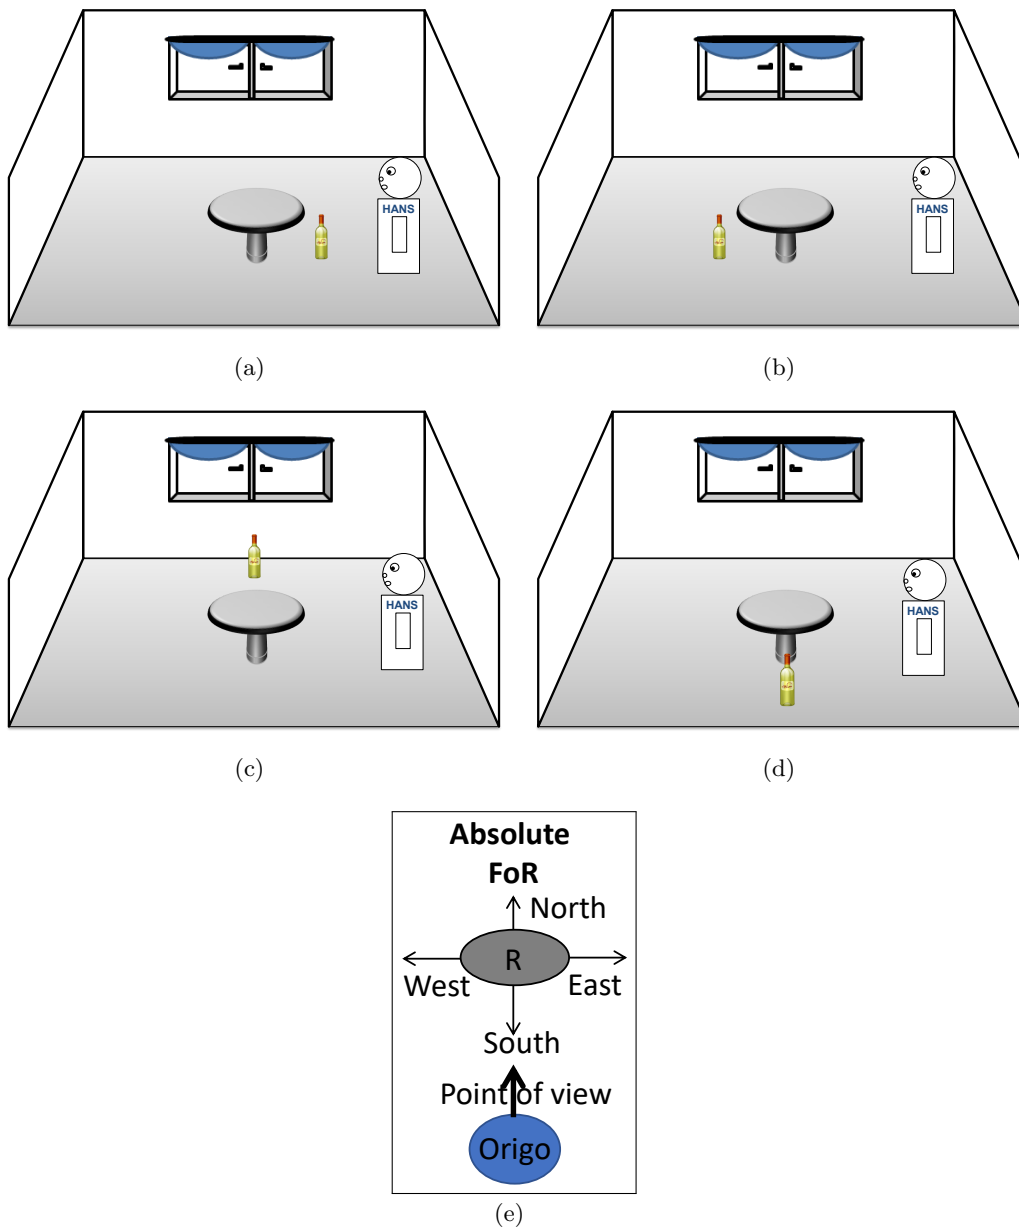 HANS
HANS
(a)
(b)
HANS
HANS
(c)
(d)
Absolute
FoR
North
R
West
East
South
Point of view
Origo
(e)